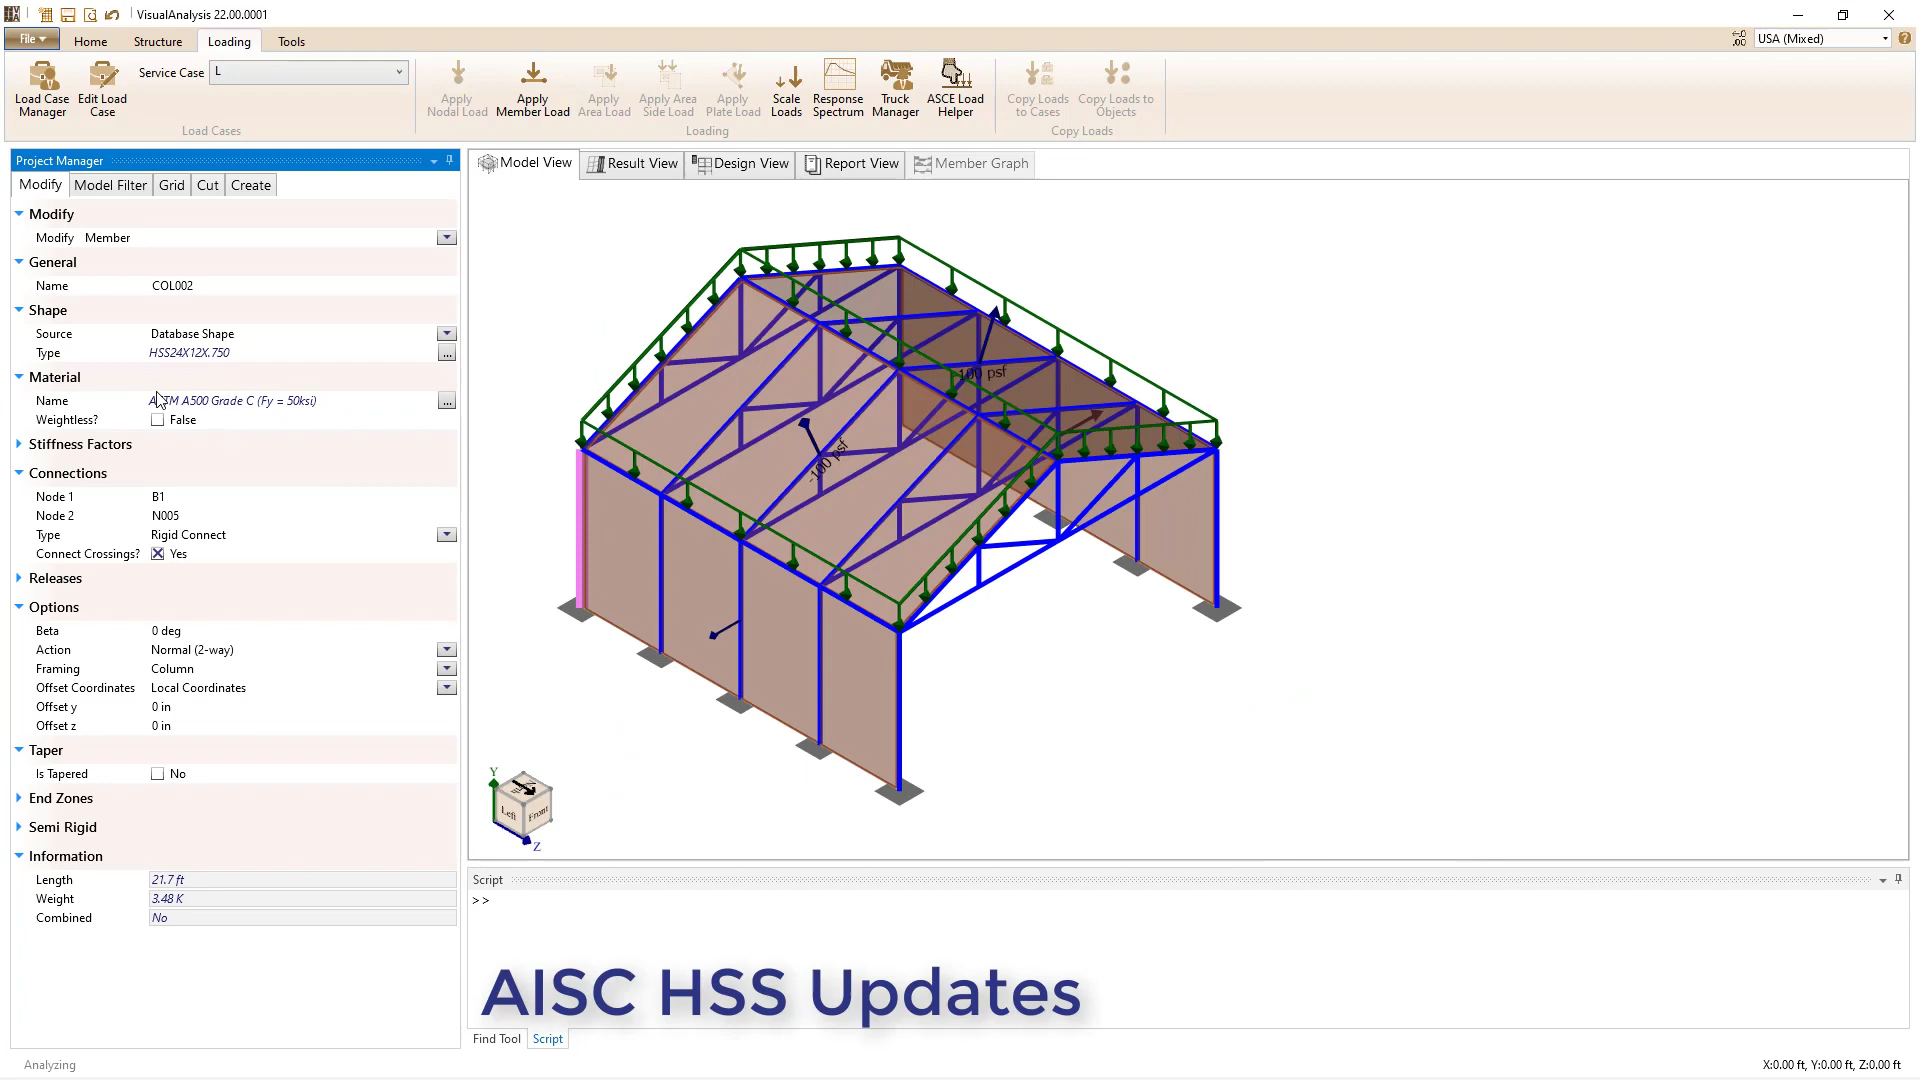 VisualAnalysis 22.00.0001
File Home Structure Loading Tools
USA (Mixed)
Service Case L
Load Case Manager
Edit Load Case
Load Cases
Apply Nodal Load
Apply Member Load
Apply Area Load
Apply Area Side Load
Apply Plate Load
Scale Loads
Response Spectrum
Truck Manager
ASCE Load Helper
Loading
Copy Loads to Cases
Copy Loads to Objects
Copy Loads
Project Manager
Modify Model Filter Grid Cut Create
Modify
Modify Member
General
Name COL002
Shape
Source Database Shape
Type HSS24X12X.750
...
Material
Name A500 Grade C (Fy = 50ksi)
...
Weightless? False
Stiffness Factors
Connections
Node 1 B1
Node 2 N005
Type Rigid Connect
Connect Crossings? Yes
Releases
Options
Beta 0 deg
Action Normal (2-way)
Framing Column
Offset Coordinates Local Coordinates
Offset y 0 in
Offset z 0 in
Taper
Is Tapered No
End Zones
Semi Rigid
Information
Length 21.7 ft
Weight 3.48 K
Combined No
Model View Result View Design View Report View Member Graph
100 psf
-100 psf
Y
Left Front
Z
Script
>>
AISC HSS Updates
Find Tool Script
Analyzing
X:0.00 ft, Y:0.00 ft, Z:0.00 ft